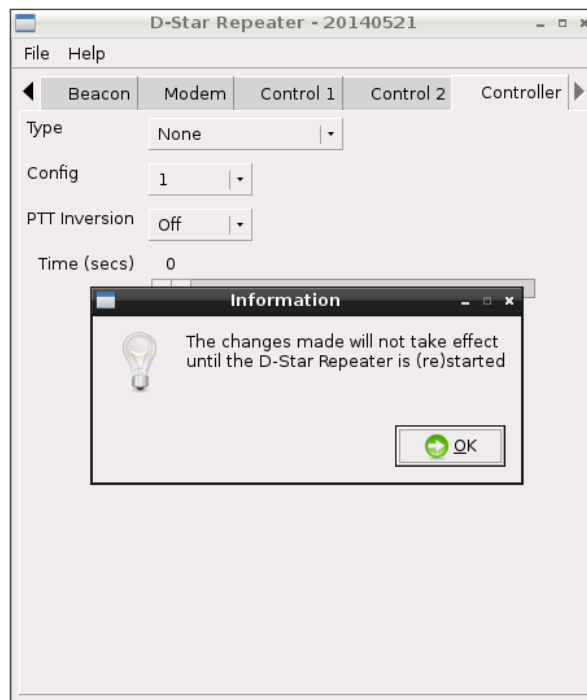 D-Star Repeater - 20140521
File Help
Beacon Modem Control 1 Control 2 Controller
Type None
Config 1
PTT Inversion Off
Time (secs) 0
Information
The changes made will not take effect
until the D-Star Repeater is (re)started
OK